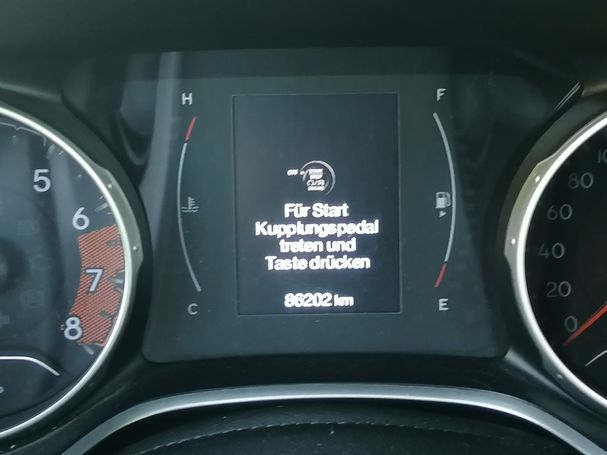 H
F
5
6
7
8
C
E
Für Start
Kupplungspedal
treten und
Taste drücken
86202 km
80
60
40
20
0